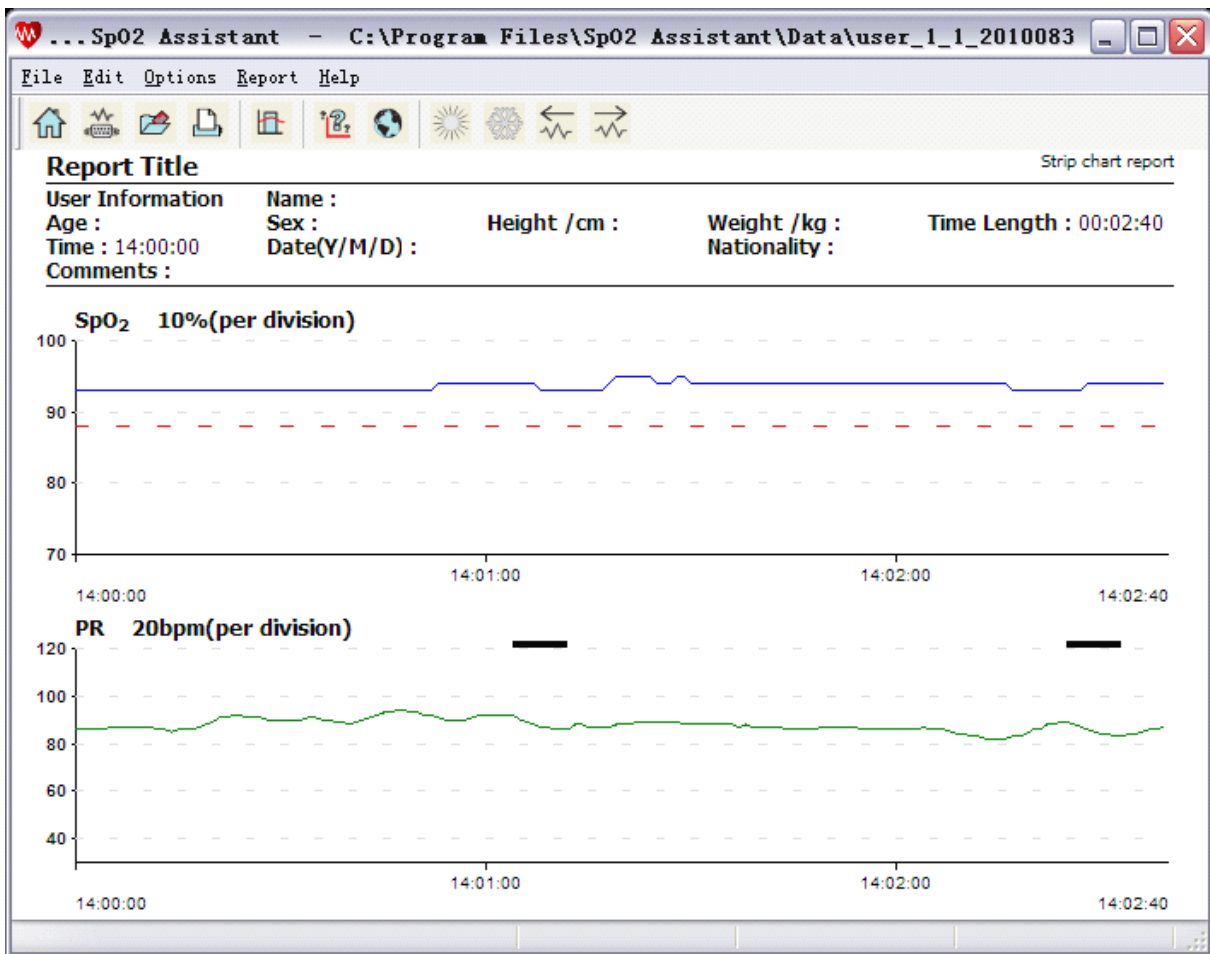 ...SpO2 Assistant - C:\Program Files\SpO2 Assistant\Data\user_1_1_2010083
File Edit Options Report Help
Report Title Strip chart report
User Information Name :
Age : Sex : Height /cm : Weight /kg : Time Length : 00:02:40
Time : 14:00:00 Date(Y/M/D) : Nationality :
Comments :
SpO2 10%(per division)
100
90
80
70
14:01:00 14:02:00
14:00:00 14:02:40
PR 20bpm(per division)
120
100
80
60
40
14:01:00 14:02:00
14:00:00 14:02:40